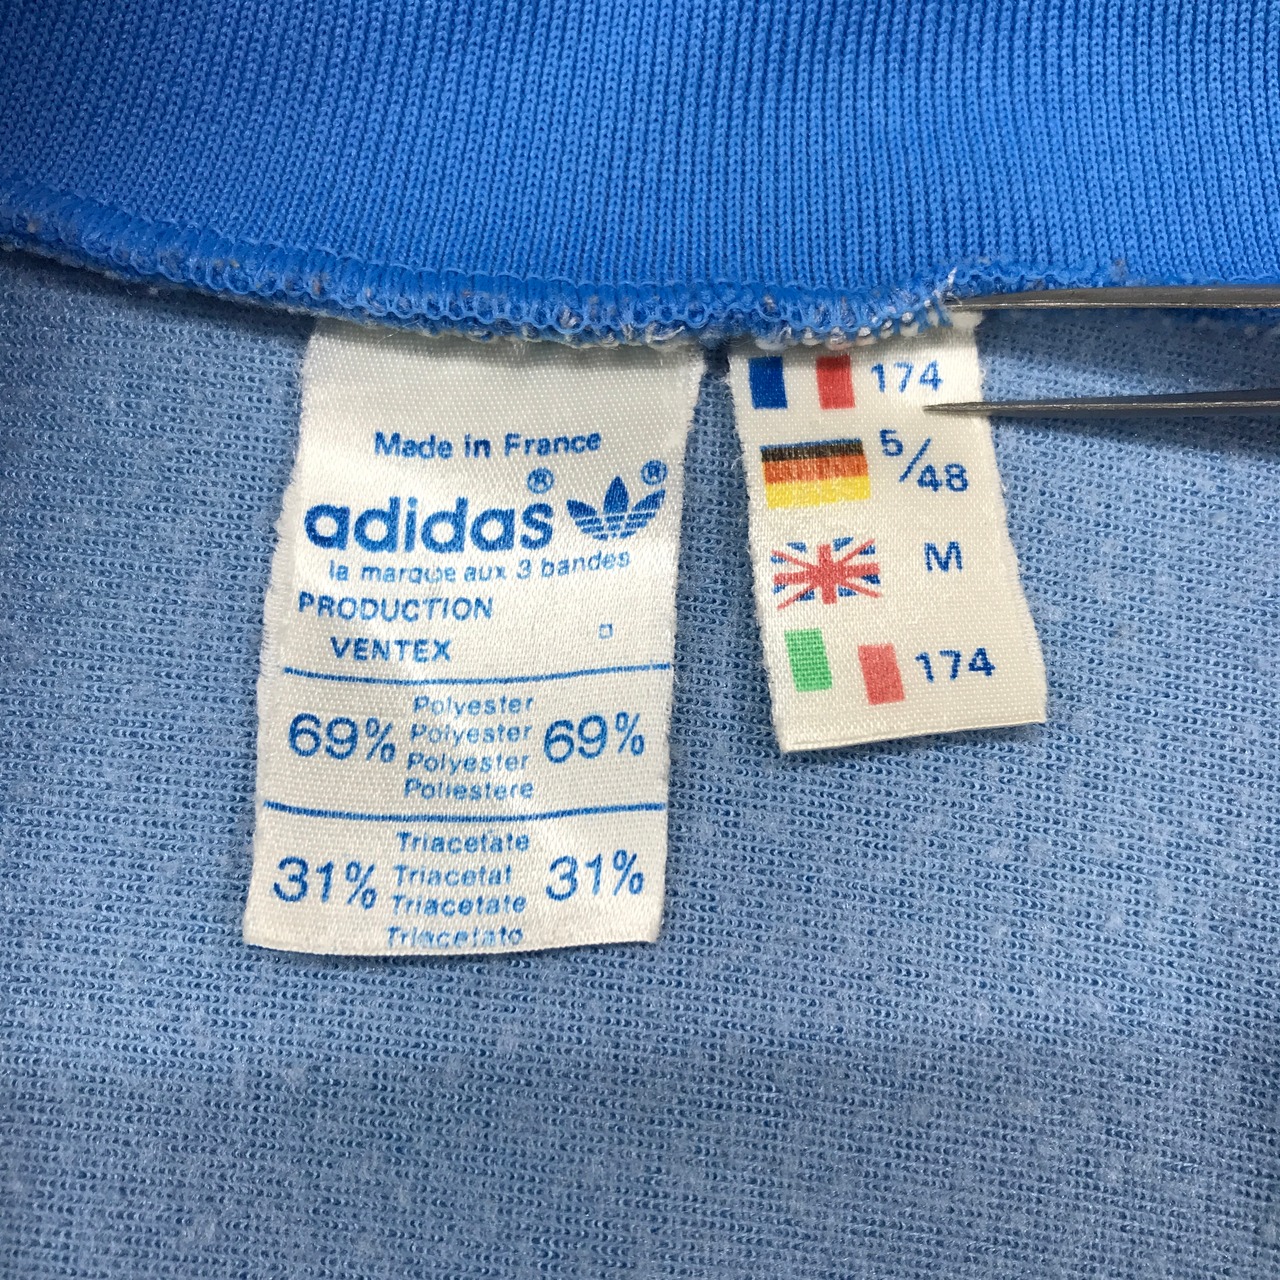 Made in France
adidas® ®
la marque aux 3 bandes
PRODUCTION
VENTEX
Polyester
69% Polyester 69%
Polyester
Poliestere
Triacetate
31% Triacetat 31%
Triacetate
Triacetato
174
5/48
M
174